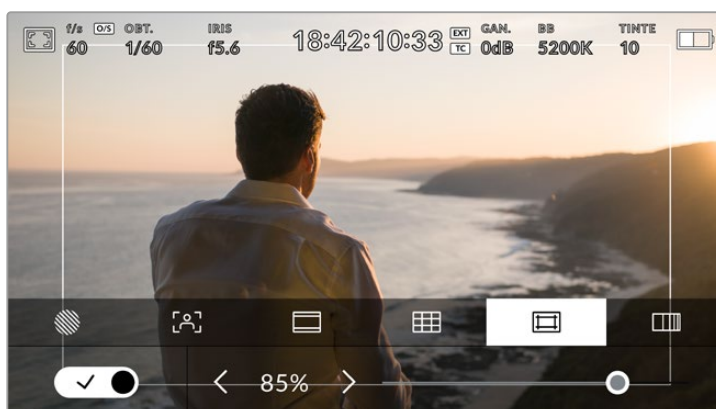 f/s O/S OBT. IRIS 18:42:10:33 EXT GAN. BB TINTE
60 1/60 f5.6 TC 0dB 5200K 10
85%